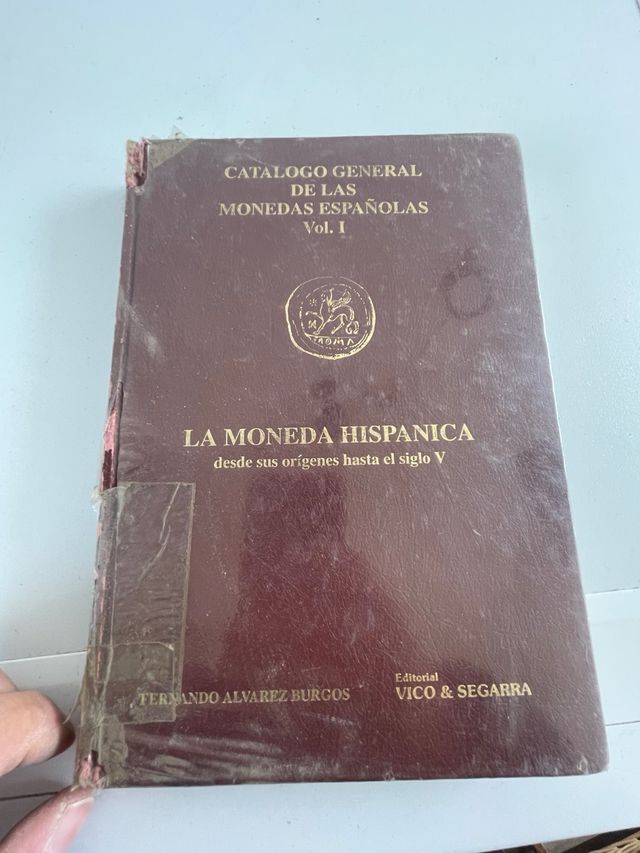 CATALOGO GENERAL
DE LAS
MONEDAS ESPAÑOLAS
Vol. I
LA MONEDA HISPANICA
desde sus orígenes hasta el siglo V
FERNANDO ALVAREZ BURGOS
Editorial
VICO & SEGARRA